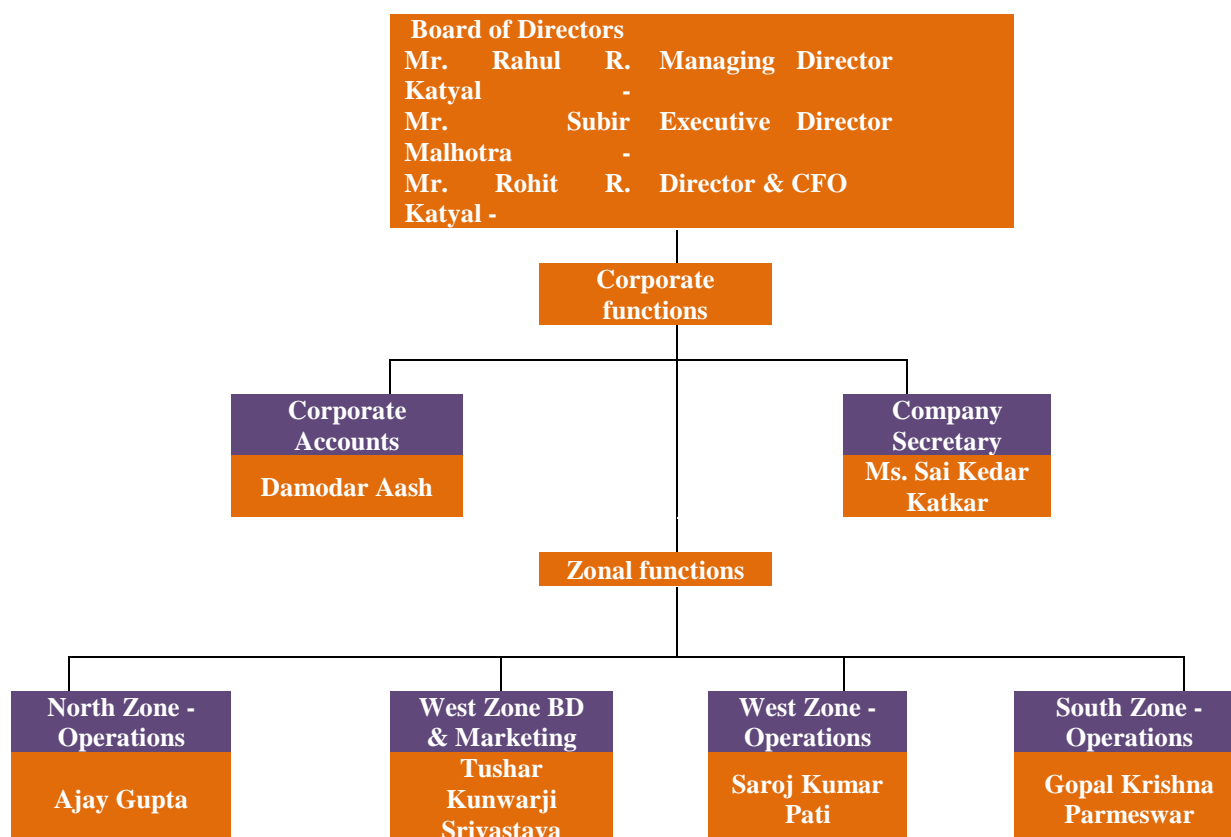 Board of Directors
Mr. Rahul R. Katyal - Managing Director
Mr. Subir Malhotra - Executive Director
Mr. Rohit R. Katyal - Director & CFO
Corporate
functions
Corporate
Accounts
Damodar Aash
Company
Secretary
Ms. Sai Kedar
Katkar
Zonal functions
North Zone -
Operations
Ajay Gupta
West Zone BD
& Marketing
Tushar
Kunwarji
Srivastava
West Zone -
Operations
Saroj Kumar
Pati
South Zone -
Operations
Gopal Krishna
Parmeswar